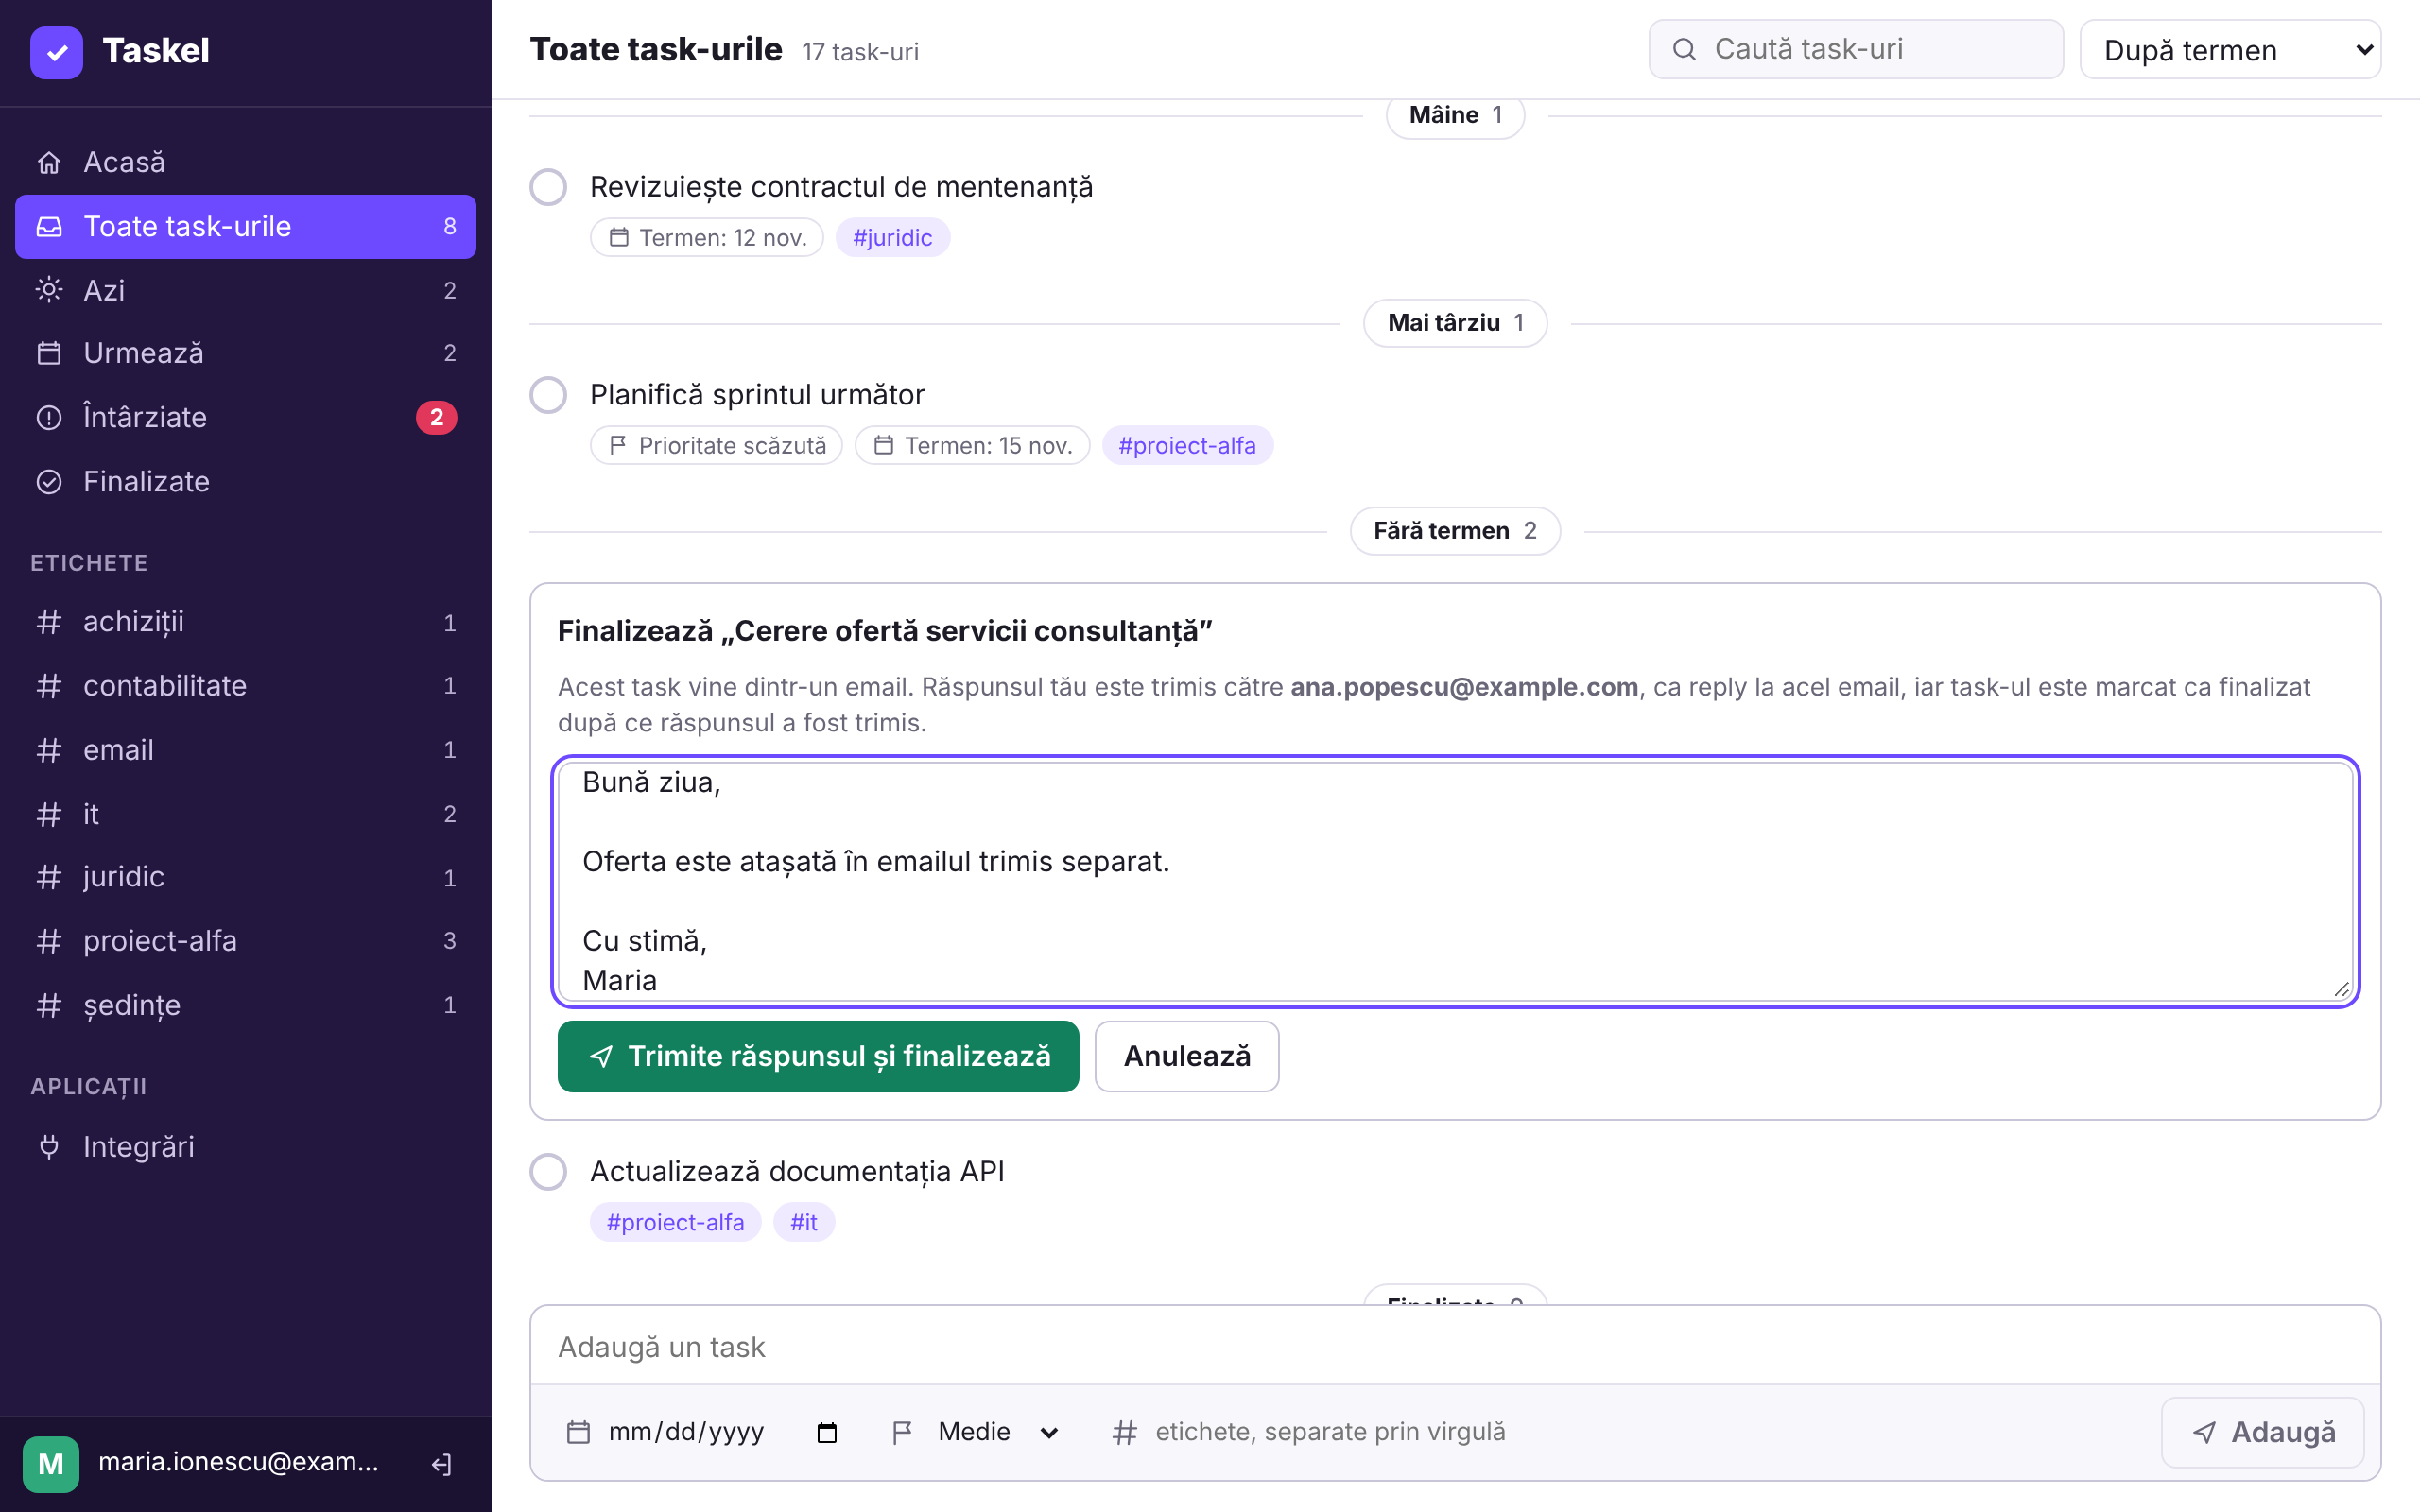 Taskel
Acasă
Toate task-urile 8
Azi 2
Urmează 2
Întârziate 2
Finalizate
ETICHETE
achiziții 1
contabilitate 1
email 1
it 2
juridic 1
proiect-alfa 3
ședințe 1
APLICAȚII
Integrări
M maria.ionescu@exam...
Toate task-urile 17 task-uri
Caută task-uri
După termen
Mâine 1
Revizuiește contractul de mentenanță
Termen: 12 nov. #juridic
Mai târziu 1
Planifică sprintul următor
Prioritate scăzută Termen: 15 nov. #proiect-alfa
Fără termen 2
Finalizează „Cerere ofertă servicii consultanță”
Acest task vine dintr-un email. Răspunsul tău este trimis către ana.popescu@example.com, ca reply la acel email, iar task-ul este marcat ca finalizat
după ce răspunsul a fost trimis.
Bună ziua,
Oferta este atașată în emailul trimis separat.
Cu stimă,
Maria
Trimite răspunsul și finalizează
Anulează
Actualizează documentația API
#proiect-alfa #it
Finalizate 9
Adaugă un task
mm/dd/yyyy
Medie
etichete, separate prin virgulă
Adaugă